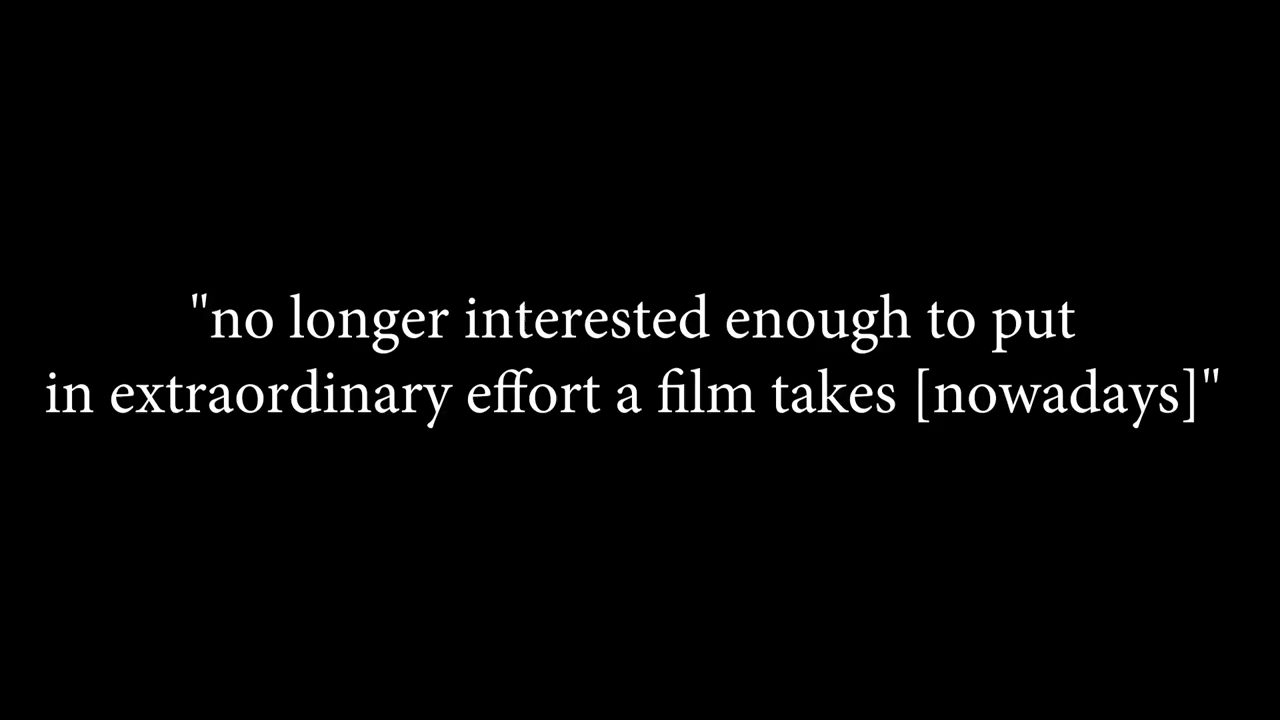 "no longer interested enough to put
in extraordinary effort a film takes [nowadays]"